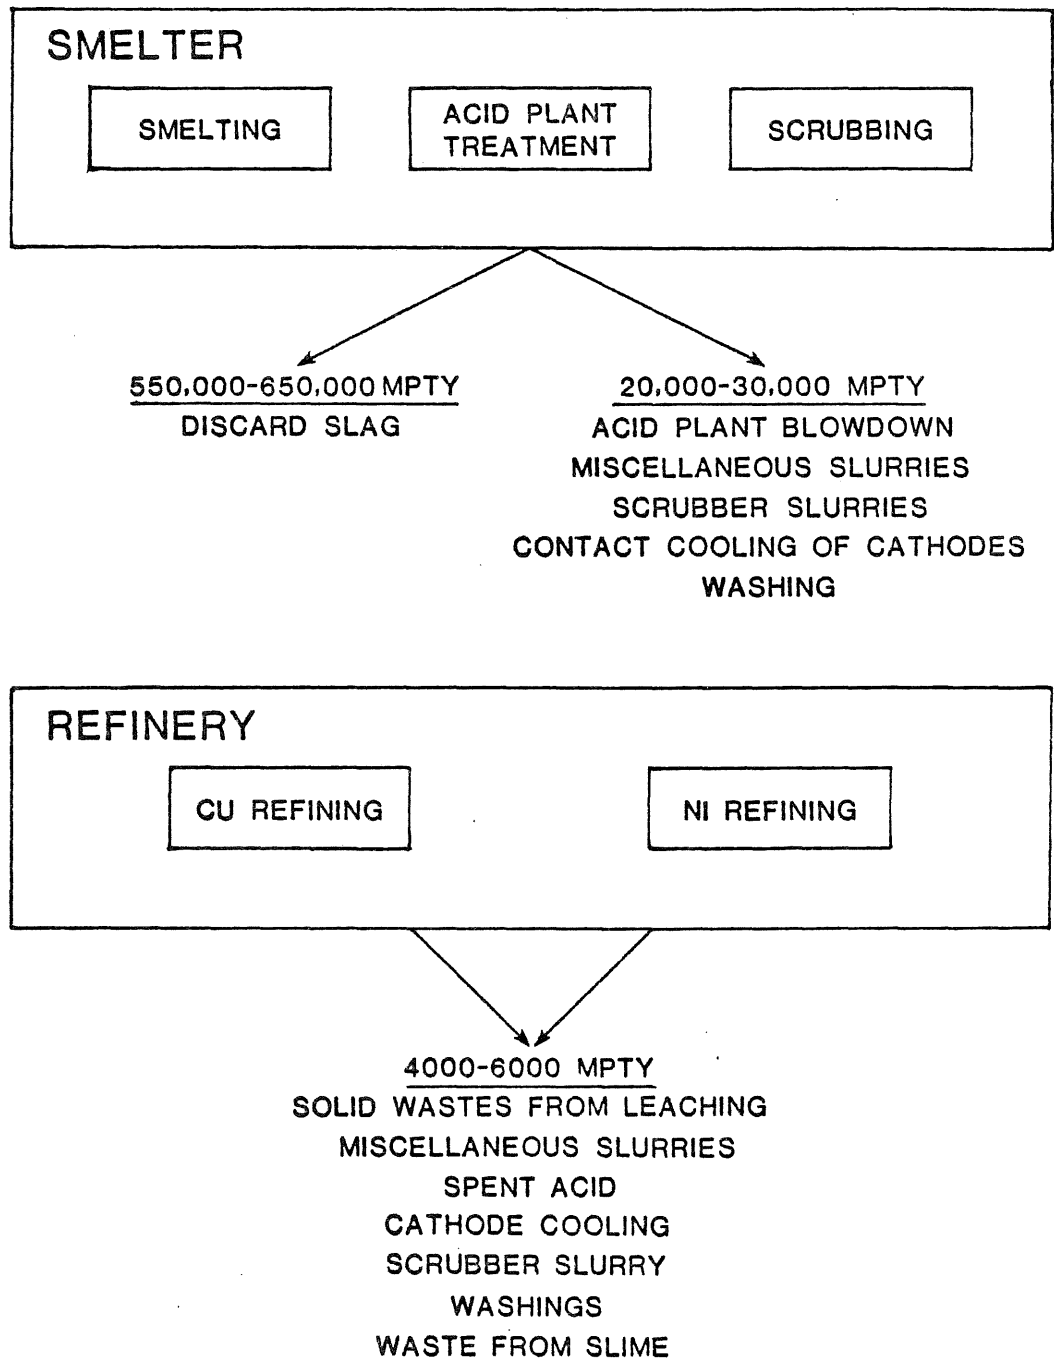 SMELTER
SMELTING
ACID PLANT
TREATMENT
SCRUBBING
550,000-650,000 MPTY
DISCARD SLAG
20,000-30,000 MPTY
ACID PLANT BLOWDOWN
MISCELLANEOUS SLURRIES
SCRUBBER SLURRIES
CONTACT COOLING OF CATHODES
WASHING
REFINERY
CU REFINING
NI REFINING
4000-6000 MPTY
SOLID WASTES FROM LEACHING
MISCELLANEOUS SLURRIES
SPENT ACID
CATHODE COOLING
SCRUBBER SLURRY
WASHINGS
WASTE FROM SLIME